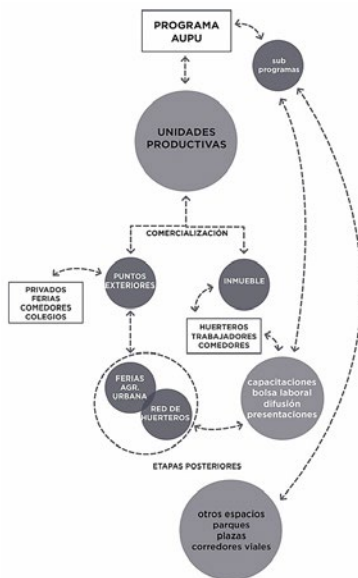 PROGRAMA
AUPU
sub
programas
UNIDADES
PRODUCTIVAS
COMERCIALIZACIÓN
PUNTOS
EXTERIORES
INMUEBLE
PRIVADOS
FERIAS
COMEDORES
COLEGIOS
HUERTEROS
TRABAJADORES
COMEDORES
FERIAS
AGR.
URBANA
RED DE
HUERTEROS
capacitaciones
bolsa laboral
difusión
presentaciones
ETAPAS POSTERIORES
otros espacios
parques
plazas
corredores viales